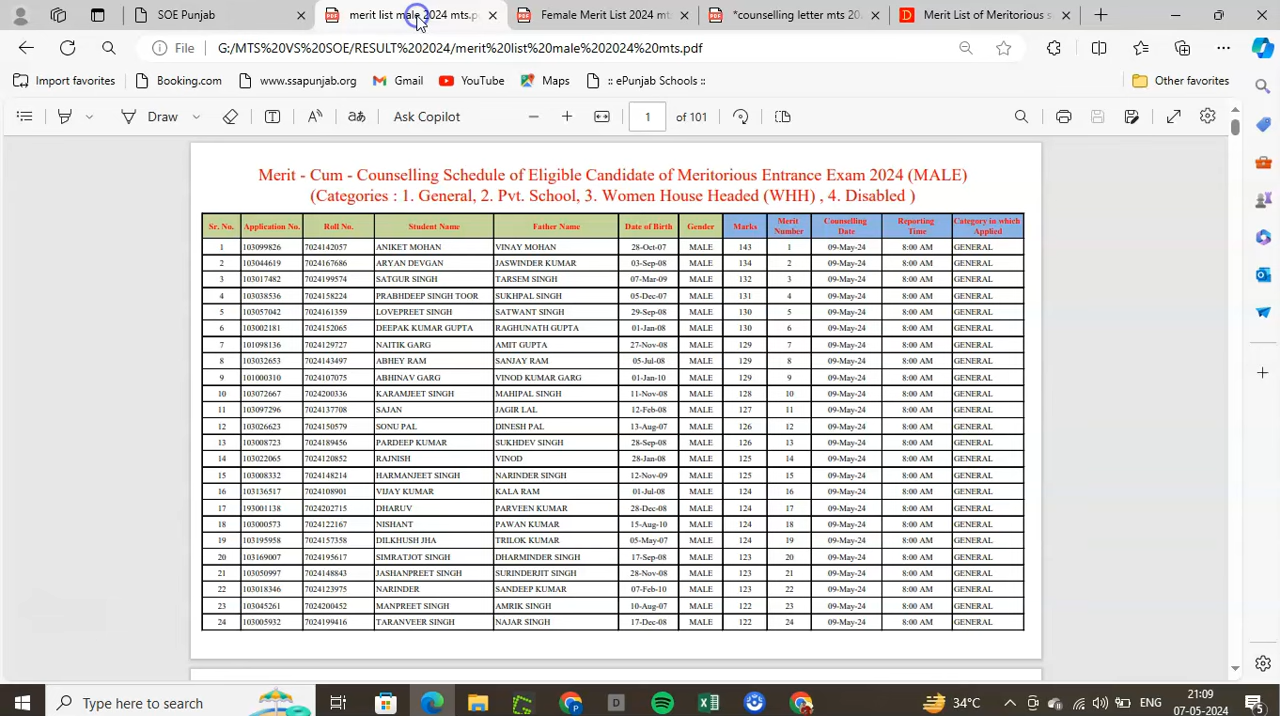 SOE Punjab
merit list male 2024 mts.p
Female Merit List 2024 mt
*counselling letter mts 20
Merit List of Meritorious s
File G:/MTS%20VS%20SOE/RESULT%202024/merit%20list%20male%202024%20mts.pdf
Import favorites
Booking.com
www.ssapunjab.org
Gmail
YouTube
Maps
:: ePunjab Schools ::
Other favorites
Draw
Ask Copilot
1 of 101
Merit - Cum - Counselling Schedule of Eligible Candidate of Meritorious Entrance Exam 2024 (MALE)
(Categories : 1. General, 2. Pvt. School, 3. Women House Headed (WHH) , 4. Disabled )
Sr. No. Application No. Roll No. Student Name Father Name Date of Birth Gender Marks Merit Number Counselling Date Reporting Time Category in which Applied
1 103099826 7024142057 ANIKET MOHAN VINAY MOHAN 28-Oct-07 MALE 143 1 09-May-24 8:00 AM GENERAL
2 103044619 7024167686 ARYAN DEVGAN JASWINDER KUMAR 03-Sep-08 MALE 134 2 09-May-24 8:00 AM GENERAL
3 103017482 7024199574 SATGUR SINGH TARSEM SINGH 07-Mar-09 MALE 132 3 09-May-24 8:00 AM GENERAL
4 103038536 7024158224 PRABHDEEP SINGH TOOR SUKHPAL SINGH 05-Dec-07 MALE 131 4 09-May-24 8:00 AM GENERAL
5 103057042 7024161359 LOVEPREET SINGH SATWANT SINGH 29-Sep-08 MALE 130 5 09-May-24 8:00 AM GENERAL
6 103002181 7024152065 DEEPAK KUMAR GUPTA RAGHUNATH GUPTA 01-Jan-08 MALE 130 6 09-May-24 8:00 AM GENERAL
7 101098136 7024129727 NAITIK GARG AMIT GUPTA 27-Nov-08 MALE 129 7 09-May-24 8:00 AM GENERAL
8 103032653 7024143497 ABHEY RAM SANJAY RAM 05-Jul-08 MALE 129 8 09-May-24 8:00 AM GENERAL
9 101000310 7024107075 ABHINAV GARG VINOD KUMAR GARG 01-Jan-10 MALE 129 9 09-May-24 8:00 AM GENERAL
10 103072667 7024200336 KARAMJEET SINGH MAHIPAL SINGH 11-Nov-08 MALE 128 10 09-May-24 8:00 AM GENERAL
11 103097296 7024137708 SAJAN JAGIR LAL 12-Feb-08 MALE 127 11 09-May-24 8:00 AM GENERAL
12 103026623 7024150579 SONU PAL DINESH PAL 13-Aug-07 MALE 126 12 09-May-24 8:00 AM GENERAL
13 103008723 7024189456 PARDEEP KUMAR SUKHDEV SINGH 28-Sep-08 MALE 126 13 09-May-24 8:00 AM GENERAL
14 103022065 7024120852 RAJNISH VINOD 28-Jan-08 MALE 125 14 09-May-24 8:00 AM GENERAL
15 103008332 7024148214 HARMANJEET SINGH NARINDER SINGH 12-Nov-09 MALE 125 15 09-May-24 8:00 AM GENERAL
16 103136517 7024108901 VIJAY KUMAR KALA RAM 01-Jul-08 MALE 124 16 09-May-24 8:00 AM GENERAL
17 193001138 7024202715 DHARUV PARVEEN KUMAR 28-Dec-08 MALE 124 17 09-May-24 8:00 AM GENERAL
18 103000573 7024122167 NISHANT PAWAN KUMAR 15-Aug-10 MALE 124 18 09-May-24 8:00 AM GENERAL
19 103195958 7024157358 DILKHUSH JHA TRILOK KUMAR 05-May-07 MALE 124 19 09-May-24 8:00 AM GENERAL
20 103169007 7024195617 SIMRATJOT SINGH DHARMINDER SINGH 17-Sep-08 MALE 123 20 09-May-24 8:00 AM GENERAL
21 103050997 7024148843 JASHANPREET SINGH SURINDERJIT SINGH 28-Nov-08 MALE 123 21 09-May-24 8:00 AM GENERAL
22 103018346 7024123975 NARINDER SANDEEP KUMAR 07-Feb-10 MALE 123 22 09-May-24 8:00 AM GENERAL
23 103045261 7024200452 MANPREET SINGH AMRIK SINGH 10-Aug-07 MALE 122 23 09-May-24 8:00 AM GENERAL
24 103005932 7024199416 TARANVEER SINGH NAJAR SINGH 17-Dec-08 MALE 122 24 09-May-24 8:00 AM GENERAL
Type here to search
34°C
ENG
21:09
07-05-2024
5